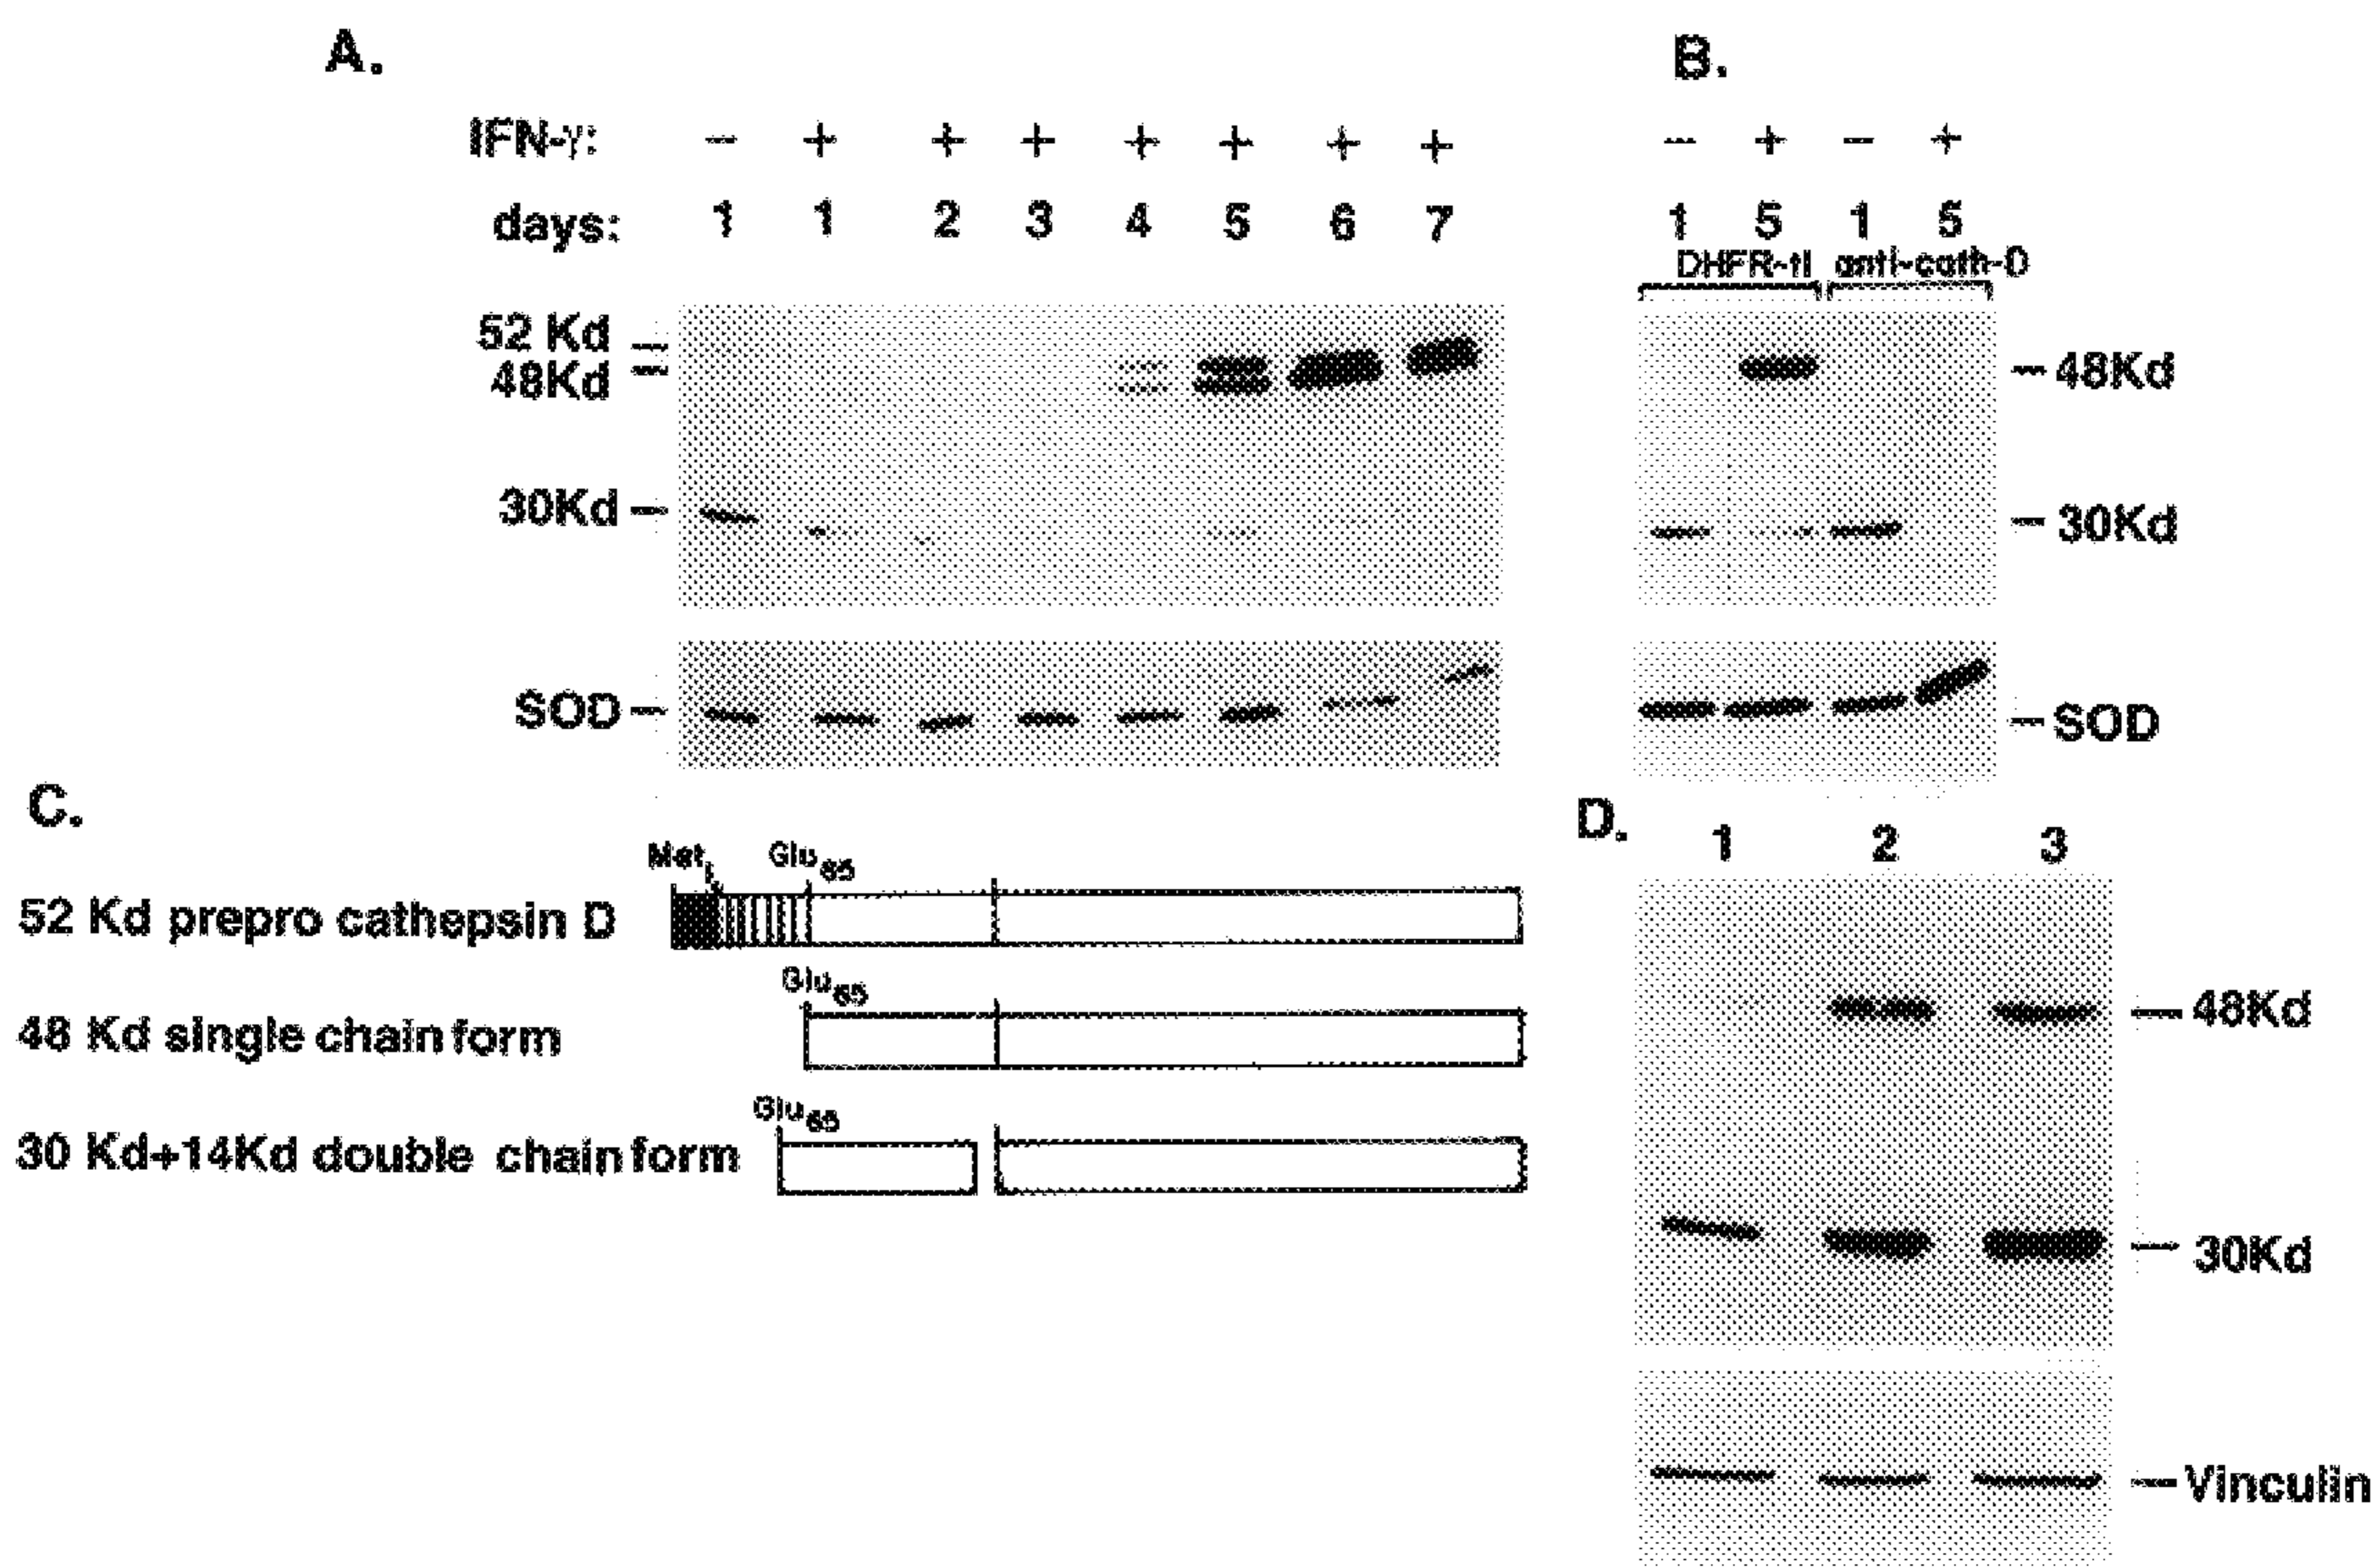 A.
IFN-γ: - + + + + + + +
days: 1 1 2 3 4 5 6 7
52 Kd
48Kd
30Kd
SOD
B.
- + - +
1 5 1 5
DHFR-tl anti-cath-D
48Kd
30Kd
SOD
C.
Met1 Glu65
52 Kd prepro cathepsin D
Glu65
48 Kd single chain form
Glu65
30 Kd+14Kd double chain form
D.
1 2 3
48Kd
30Kd
Vinculin